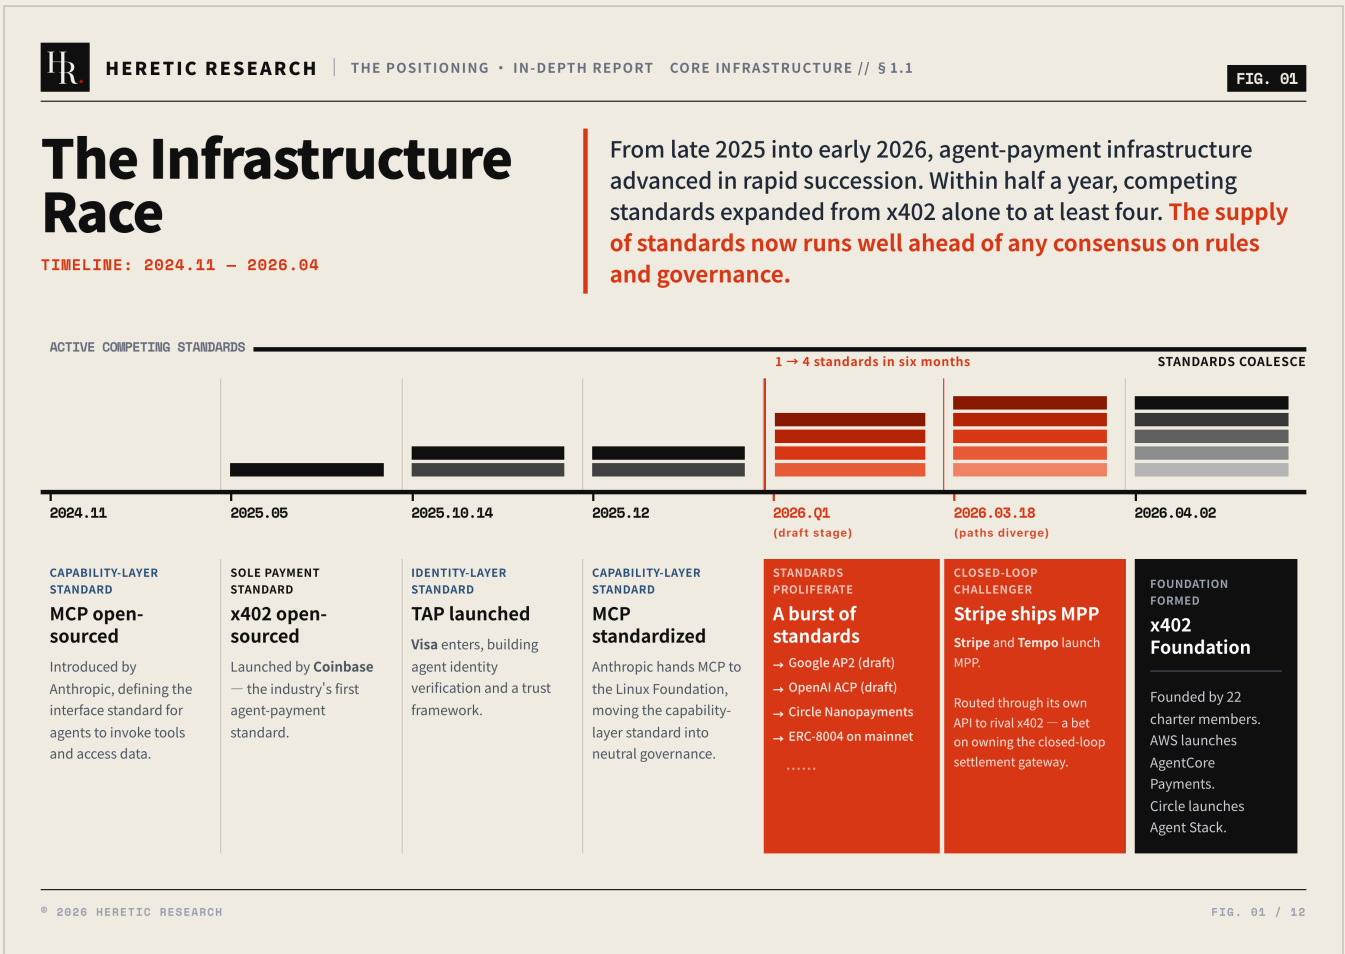 HR.
HERETIC RESEARCH
THE POSITIONING • IN-DEPTH REPORT CORE INFRASTRUCTURE // § 1.1
FIG. 01
The Infrastructure
Race
TIMELINE: 2024.11 — 2026.04
From late 2025 into early 2026, agent-payment infrastructure
advanced in rapid succession. Within half a year, competing
standards expanded from x402 alone to at least four. The supply
of standards now runs well ahead of any consensus on rules
and governance.
ACTIVE COMPETING STANDARDS
1 → 4 standards in six months
STANDARDS COALESCE
2024.11
CAPABILITY-LAYER
STANDARD
MCP open-
sourced
Introduced by
Anthropic, defining the
interface standard for
agents to invoke tools
and access data.
2025.05
SOLE PAYMENT
STANDARD
x402 open-
sourced
Launched by Coinbase
— the industry's first
agent-payment
standard.
2025.10.14
IDENTITY-LAYER
STANDARD
TAP launched
Visa enters, building
agent identity
verification and a trust
framework.
2025.12
CAPABILITY-LAYER
STANDARD
MCP
standardized
Anthropic hands MCP to
the Linux Foundation,
moving the capability-
layer standard into
neutral governance.
2026.Q1
(draft stage)
STANDARDS
PROLIFERATE
A burst of
standards
→ Google AP2 (draft)
→ OpenAI ACP (draft)
→ Circle Nanopayments
→ ERC-8004 on mainnet
......
2026.03.18
(paths diverge)
CLOSED-LOOP
CHALLENGER
Stripe ships MPP
Stripe and Tempo launch
MPP.
Routed through its own
API to rival x402 — a bet
on owning the closed-loop
settlement gateway.
2026.04.02
FOUNDATION
FORMED
x402
Foundation
Founded by 22
charter members.
AWS launches
AgentCore
Payments.
Circle launches
Agent Stack.
© 2026 HERETIC RESEARCH
FIG. 01 / 12